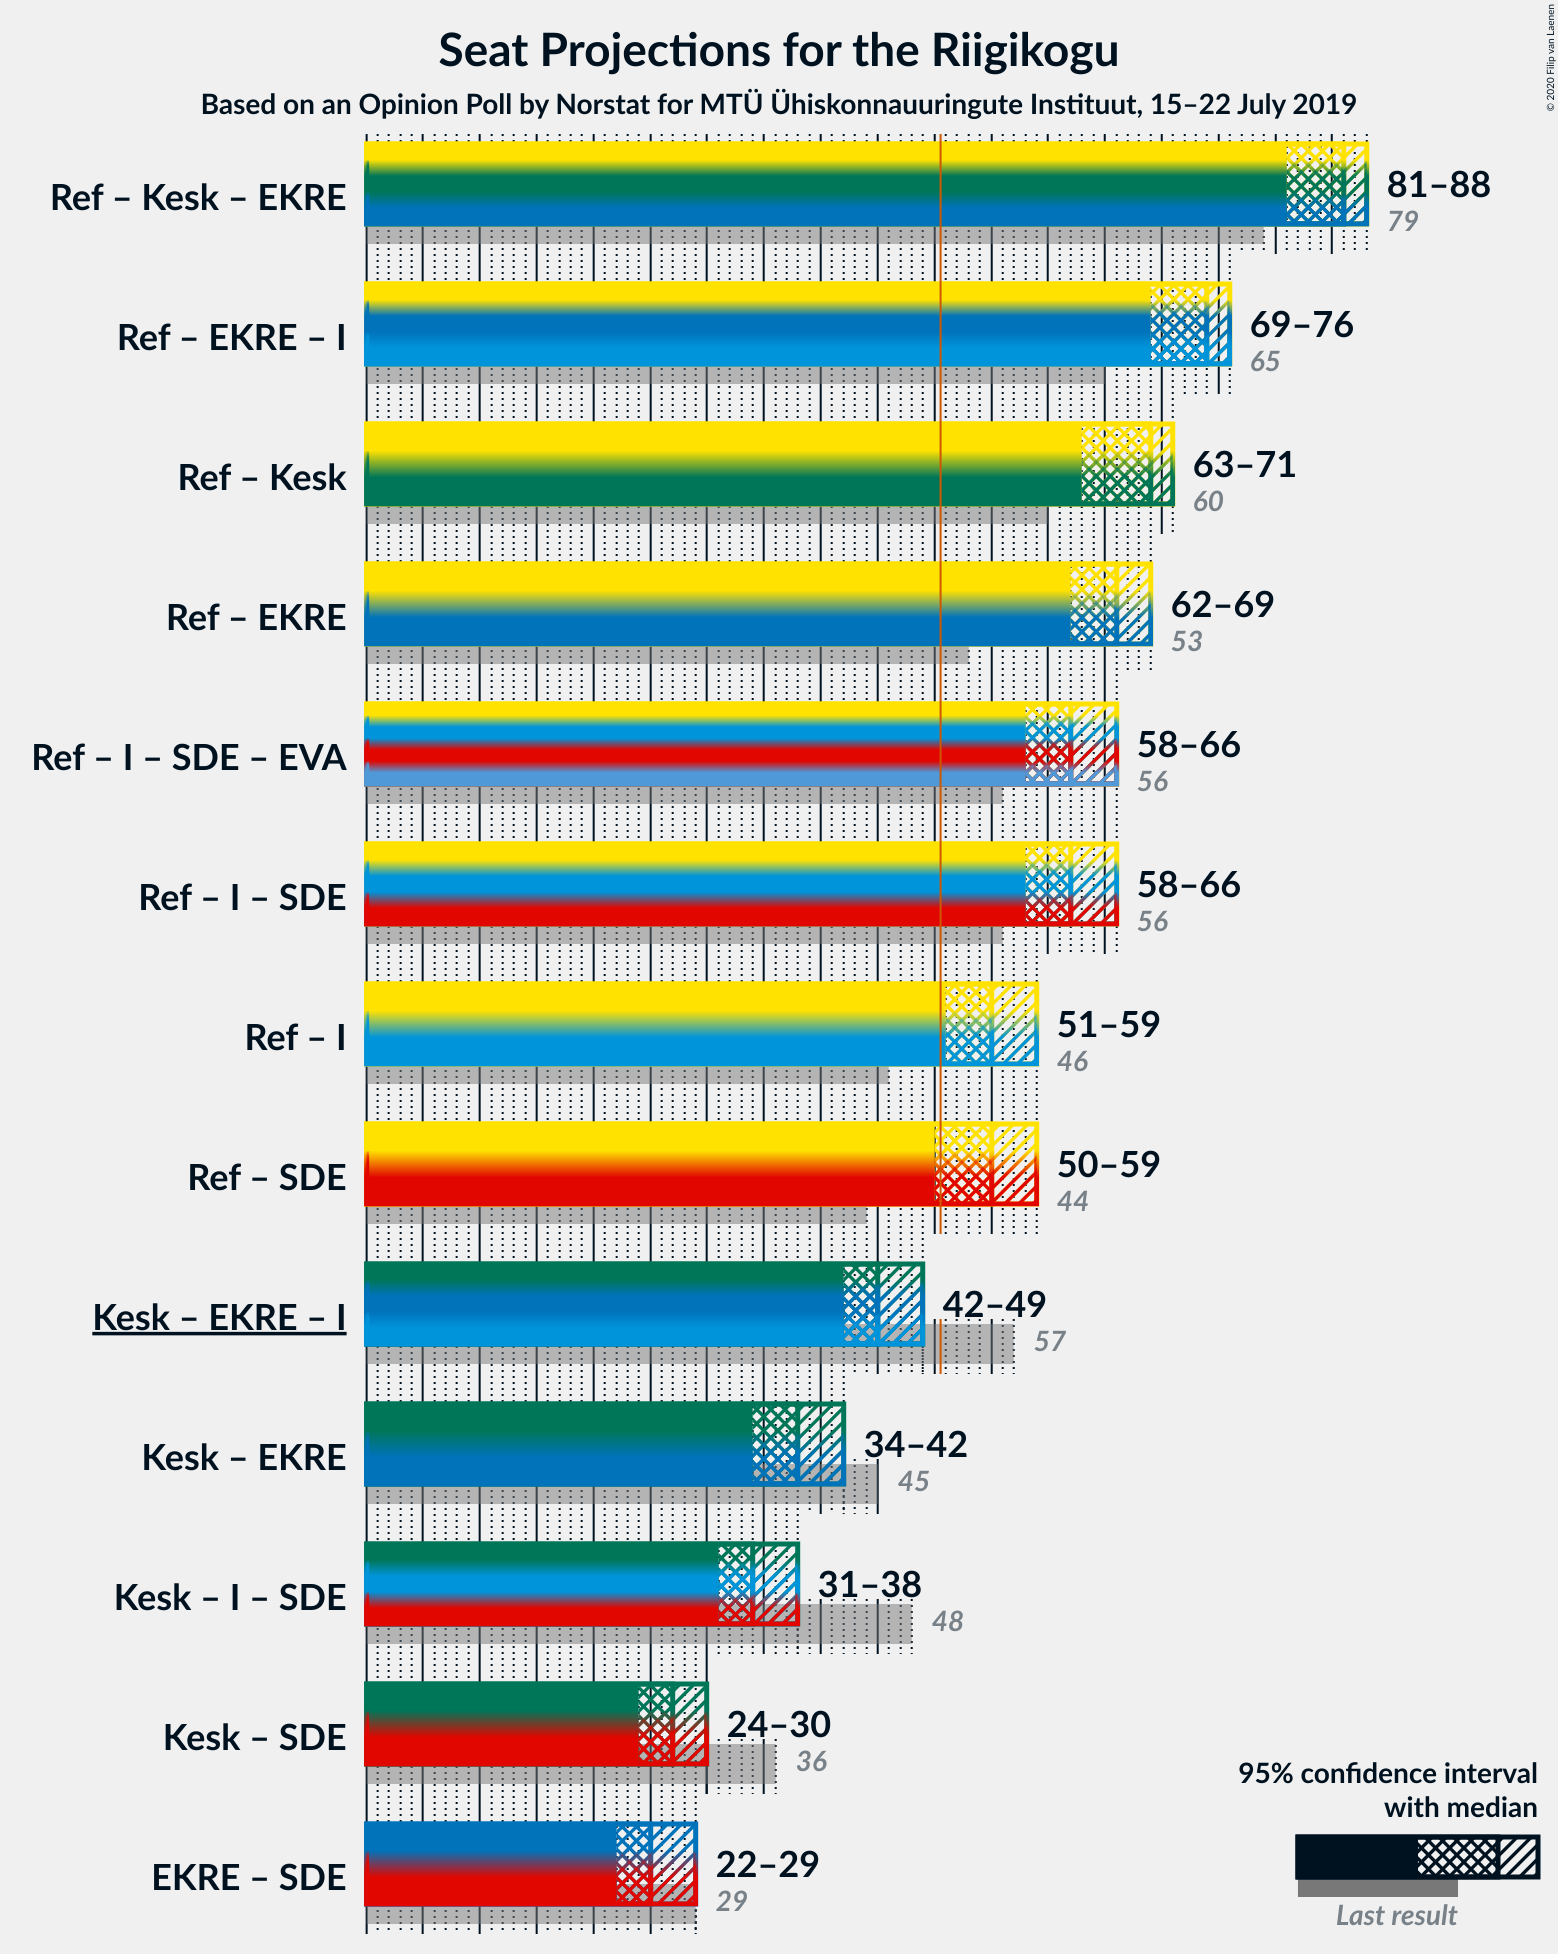 Seat Projections for the Riigikogu
Based on an Opinion Poll by Norstat for MTÜ Ühiskonnauuringute Instituut, 15–22 July 2019
© 2020 Filip van Laenen
Ref – Kesk – EKRE
81–88
79
Ref – EKRE – I
69–76
65
Ref – Kesk
63–71
60
Ref – EKRE
62–69
53
Ref – I – SDE – EVA
58–66
56
Ref – I – SDE
58–66
56
Ref – I
51–59
46
Ref – SDE
50–59
44
Kesk – EKRE – I
42–49
57
Kesk – EKRE
34–42
45
Kesk – I – SDE
31–38
48
Kesk – SDE
24–30
36
EKRE – SDE
22–29
29
95% confidence interval
with median
Last result